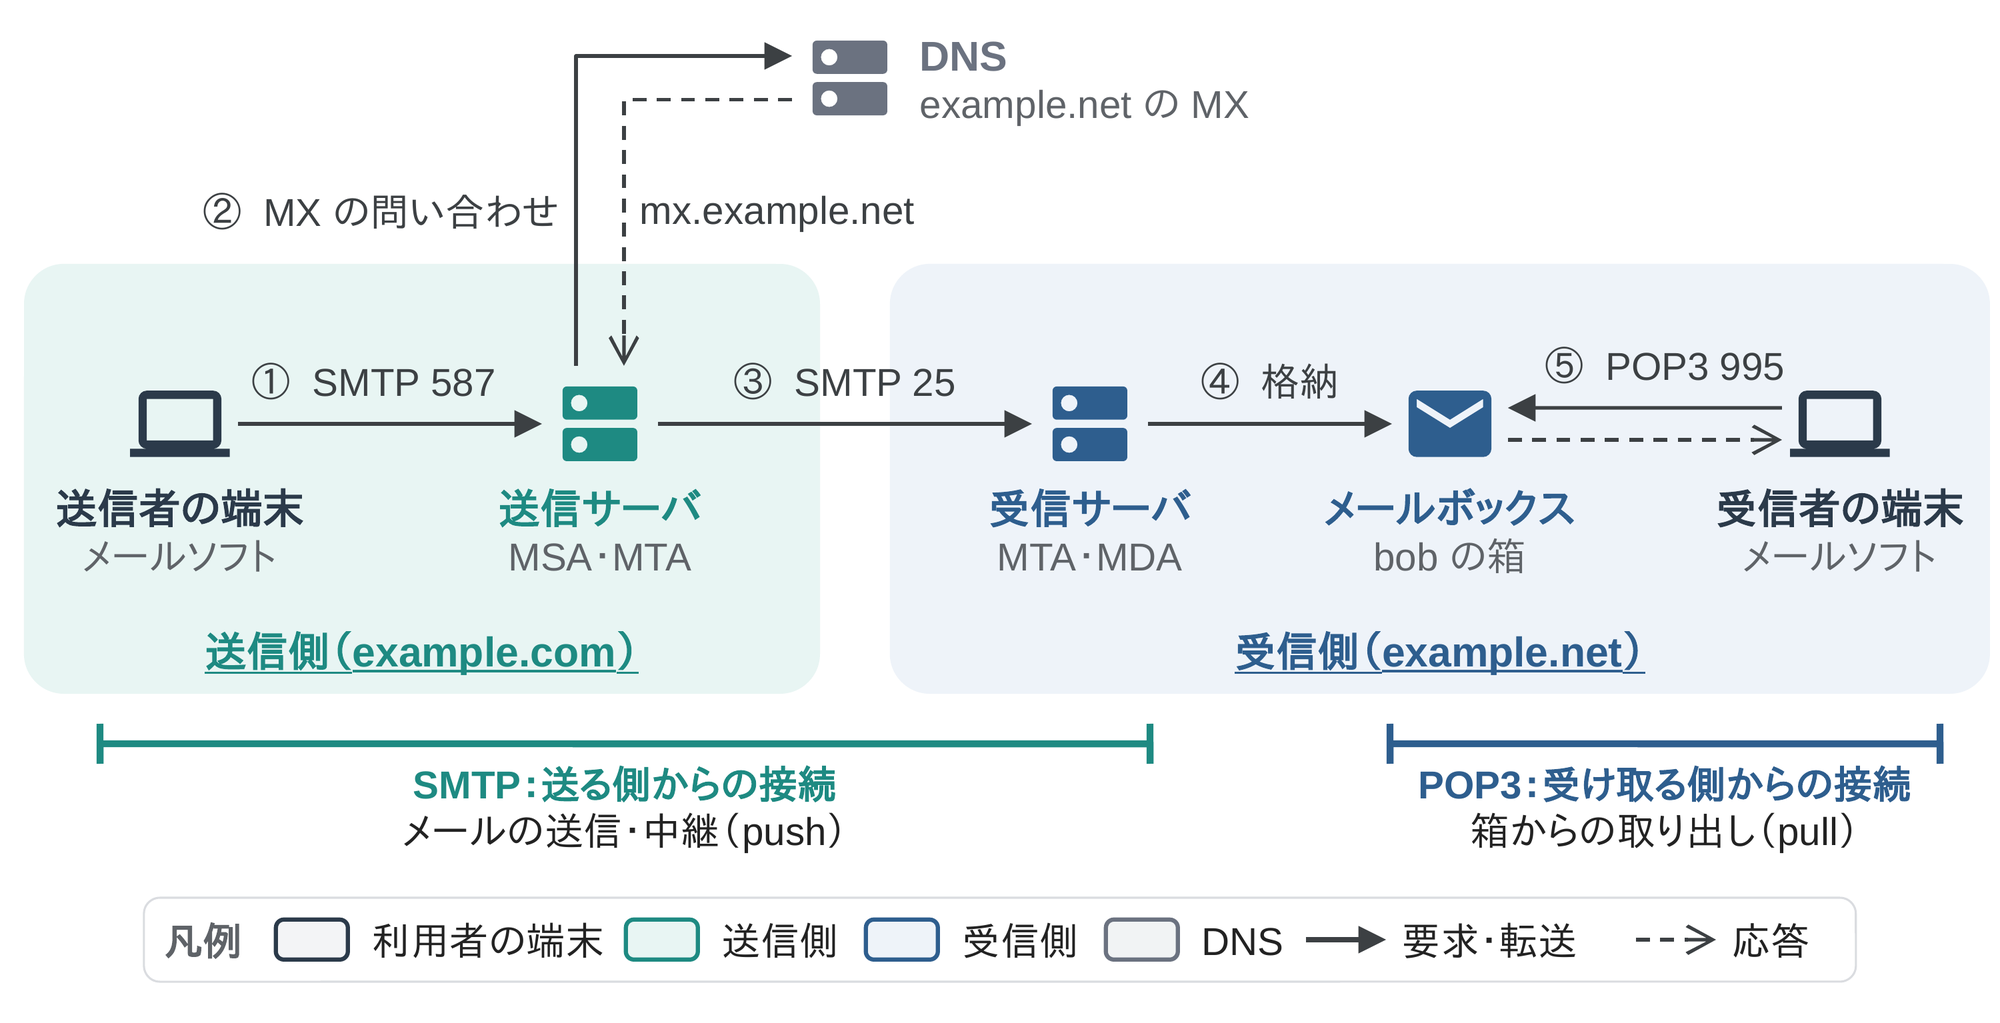 DNS
example.net の MX
② MX の問い合わせ
mx.example.net
① SMTP 587
③ SMTP 25
④ 格納
⑤ POP3 995
送信者の端末
メールソフト
送信サーバ
MSA・MTA
受信サーバ
MTA・MDA
メールボックス
bob の箱
受信者の端末
メールソフト
送信側（example.com）
受信側（example.net）
SMTP：送る側からの接続
メールの送信・中継（push）
POP3：受け取る側からの接続
箱からの取り出し（pull）
凡例 利用者の端末 送信側 受信側 DNS 要求・転送 応答